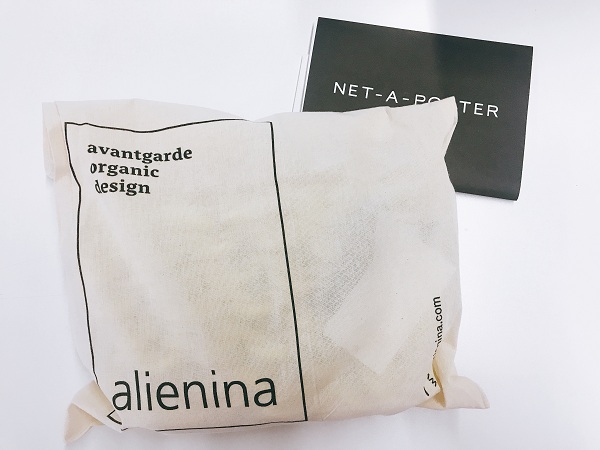 NET-A-PORTER
avantgarde
organic
design
alienina